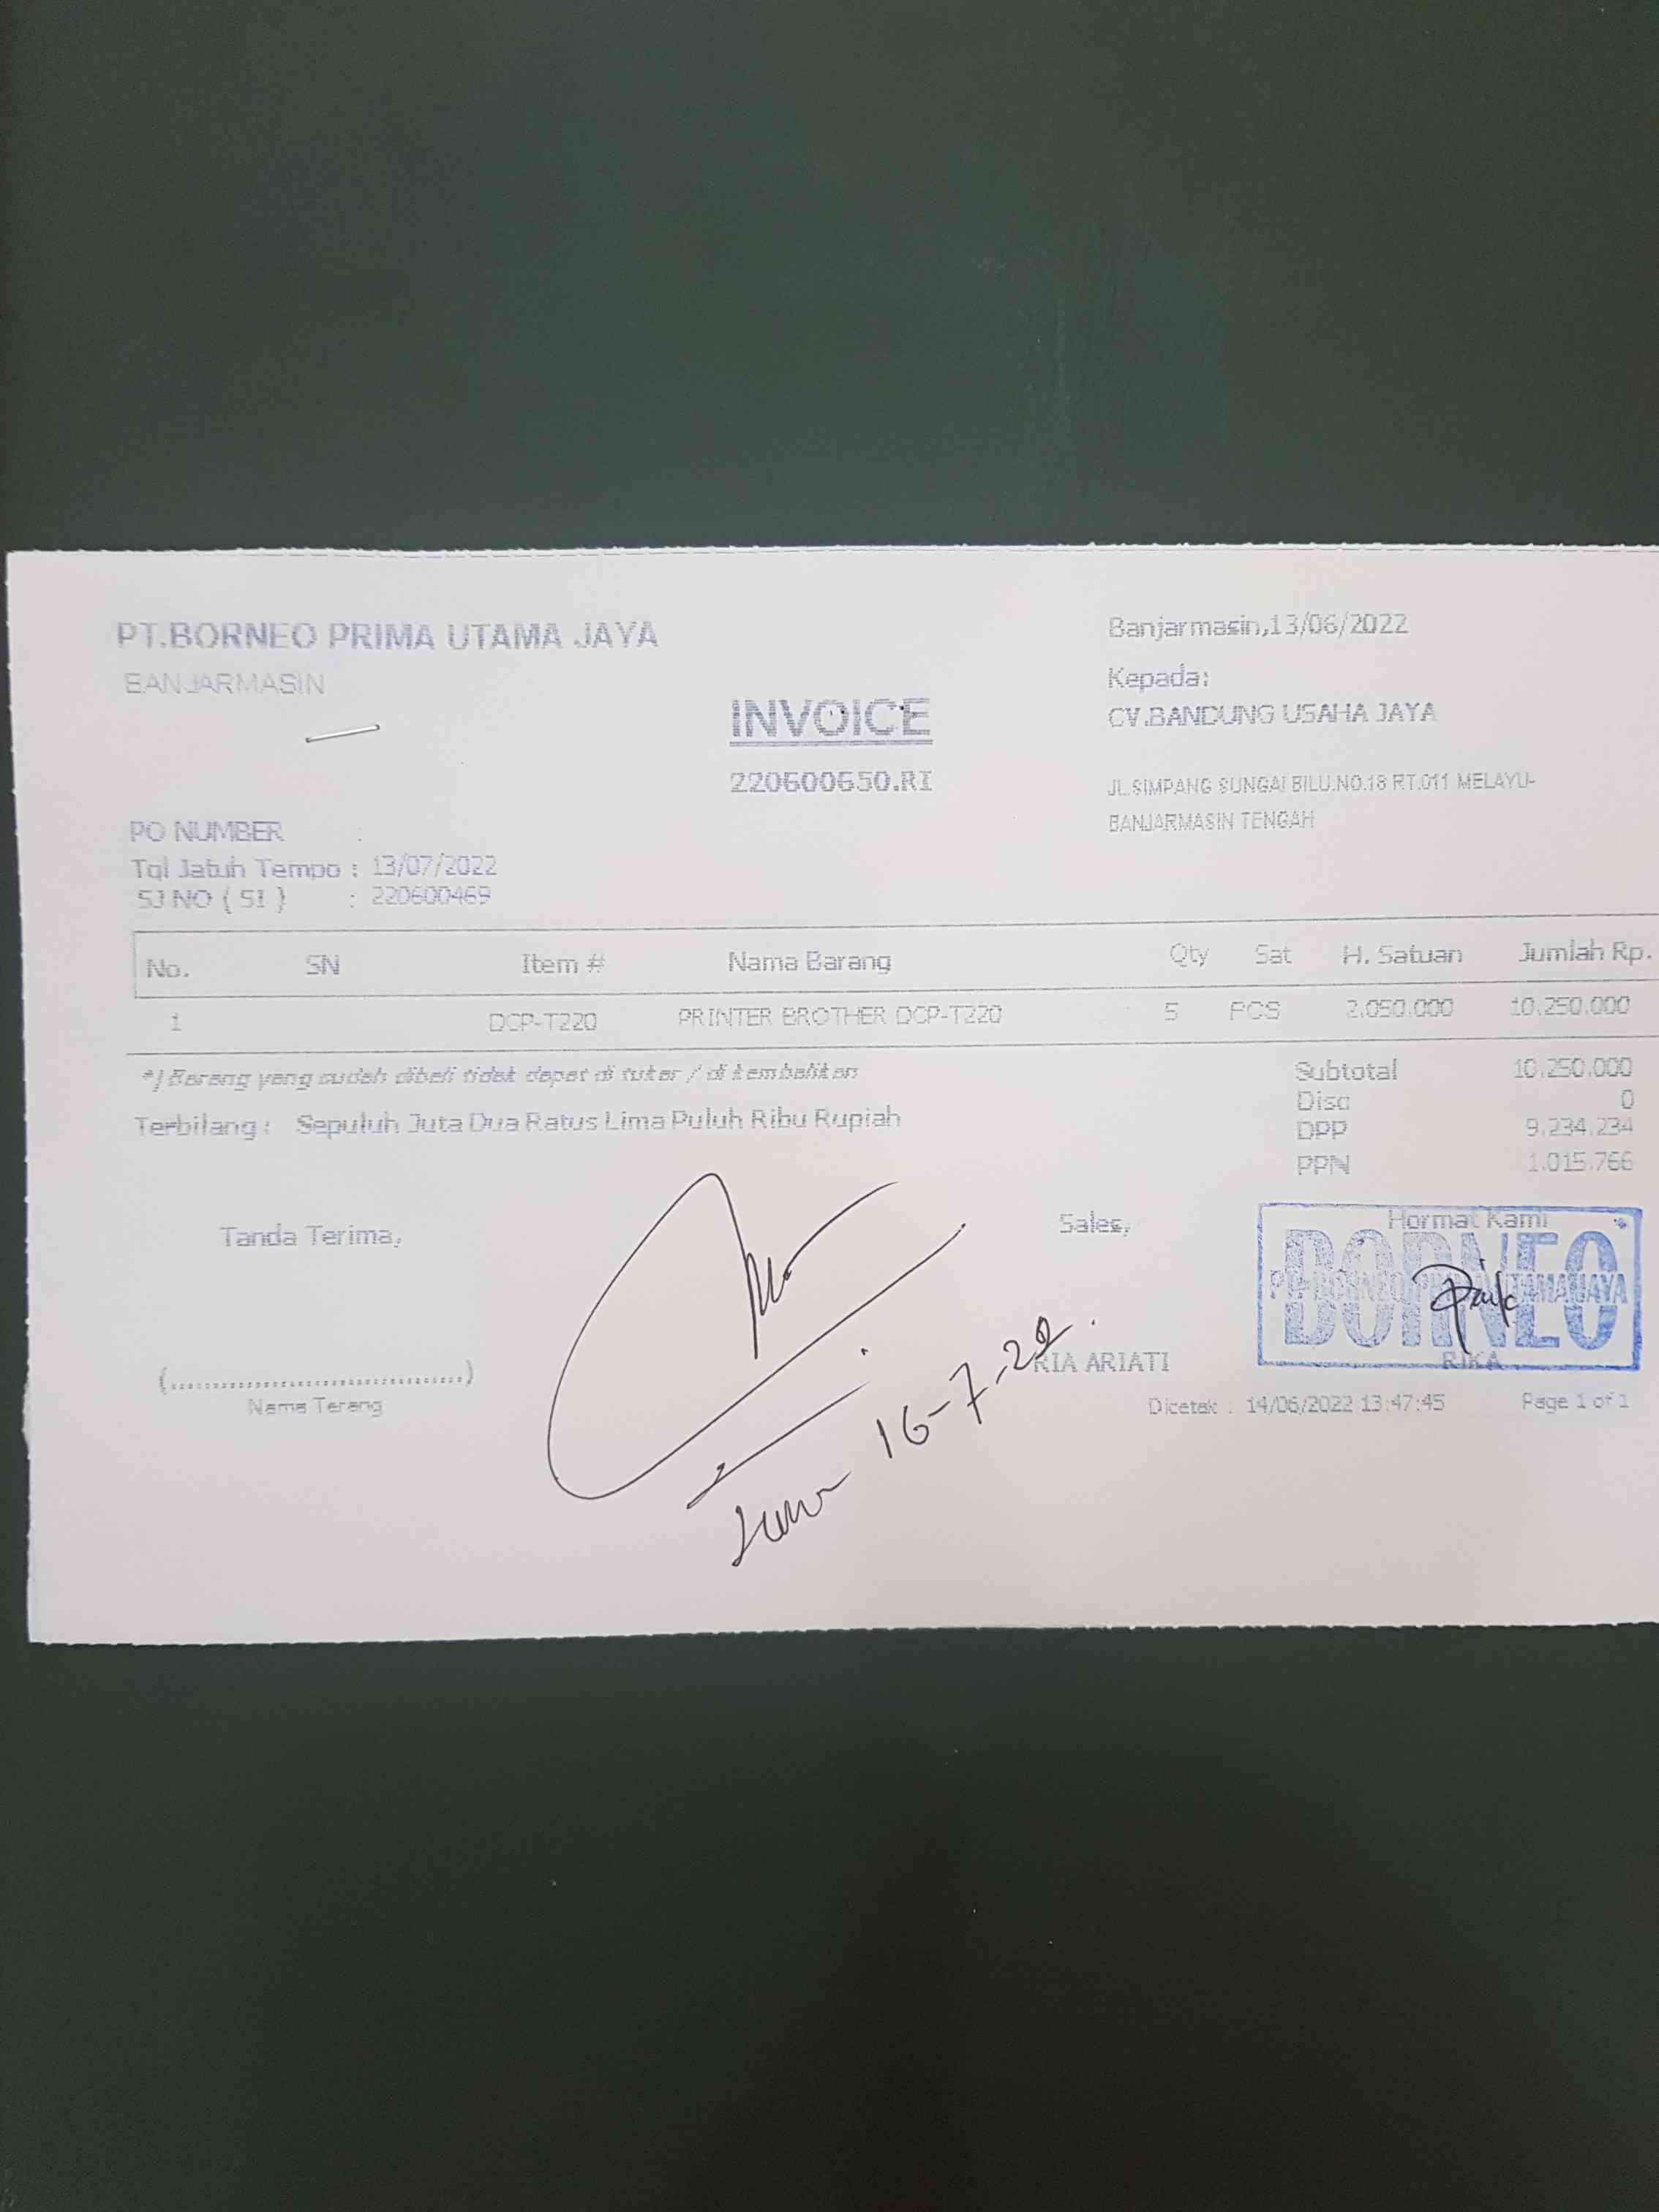 PT.BORNEO PRIMA UTAMA JAYA
BANJARMASIN
Banjarmasin,13/06/2022
Kepada:
CV.BANDUNG USAHA JAYA
JL.SIMPANG SUNGAI BILU.NO.18 RT.011 MELAYU-
BANJARMASIN TENGAH
INVOICE
220600650.RI
PO NUMBER :
Tgl Jatuh Tempo : 13/07/2022
SJ NO ( SI ) : 220600469
No. SN Item # Nama Barang Qty Sat H. Satuan Jumlah Rp.
1 DCP-T220 PRINTER BROTHER DCP-T220 5 PCS 2.050.000 10.250.000
*) Barang yang sudah dibeli tidak dapat di tukar / di kembalikan
Terbilang : Sepuluh Juta Dua Ratus Lima Puluh Ribu Rupiah
Subtotal 10.250.000
Disc 0
DPP 9.234.234
PPN 1.015.766
Tanda Terima,
Sales,
Hormat Kami
BORNEO
PT. BORNEO PRIMA UTAMA JAYA
(..................................)
Nama Terang
RIA ARIATI
RIKA
16-7-22.
Dicetak : 14/06/2022 13:47:45 Page 1 of 1